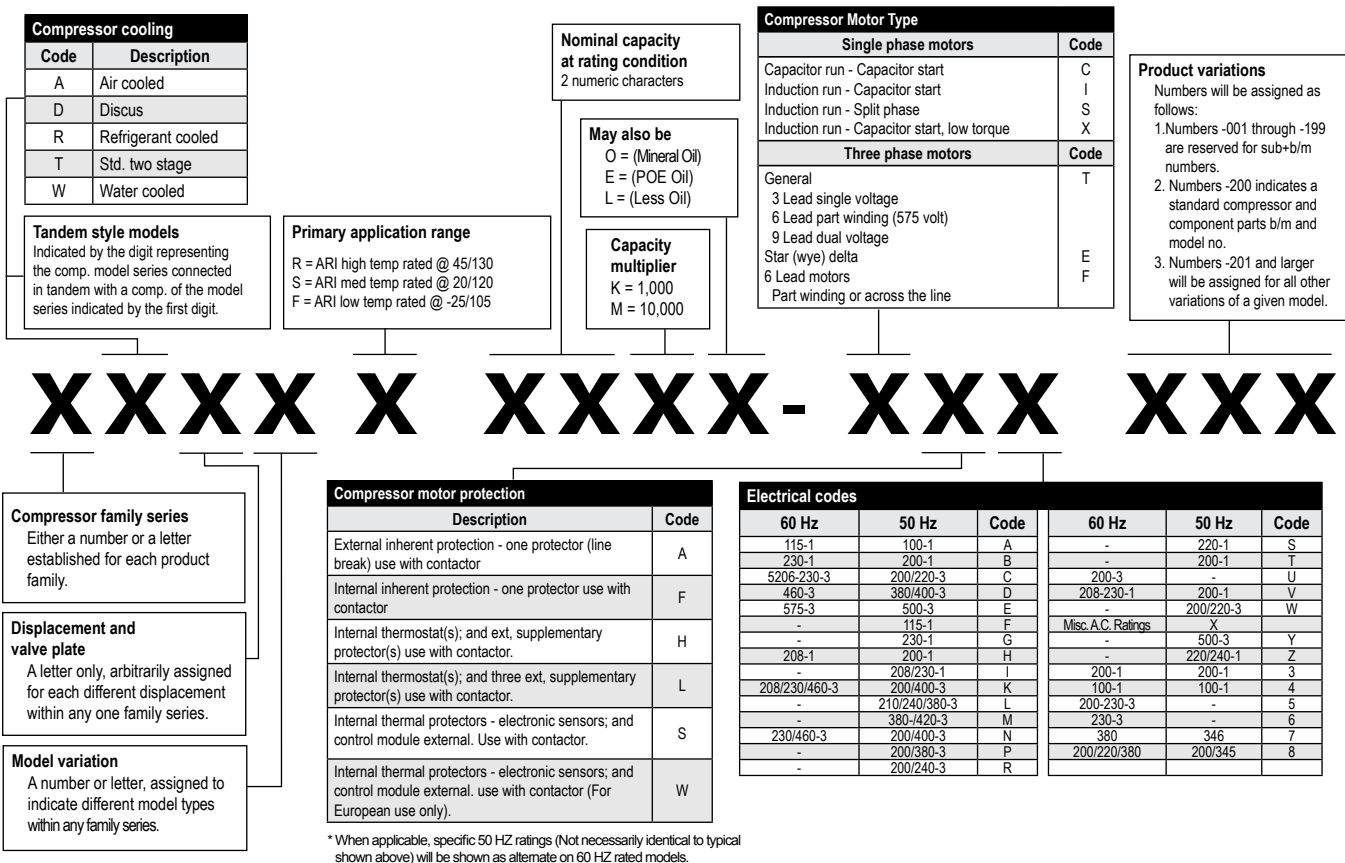 Compressor cooling
Code Description
A Air cooled
D Discus
R Refrigerant cooled
T Std. two stage
W Water cooled
Tandem style models
Indicated by the digit representing
the comp. model series connected
in tandem with a comp. of the model
series indicated by the first digit.
Primary application range
R = ARI high temp rated @ 45/130
S = ARI med temp rated @ 20/120
F = ARI low temp rated @ -25/105
Nominal capacity
at rating condition
2 numeric characters
May also be
O = (Mineral Oil)
E = (POE Oil)
L = (Less Oil)
Capacity
multiplier
K = 1,000
M = 10,000
Compressor Motor Type
Single phase motors Code
Capacitor run - Capacitor start C
Induction run - Capacitor start I
Induction run - Split phase S
Induction run - Capacitor start, low torque X
Three phase motors Code
General T
3 Lead single voltage
6 Lead part winding (575 volt)
9 Lead dual voltage
Star (wye) delta E
6 Lead motors F
Part winding or across the line
Product variations
Numbers will be assigned as
follows:
1.Numbers -001 through -199
are reserved for sub+b/m
numbers.
2. Numbers -200 indicates a
standard compressor and
component parts b/m and
model no.
3. Numbers -201 and larger
will be assigned for all other
variations of a given model.
XXXX X XXXX- XXX XXX
Compressor family series
Either a number or a letter
established for each product
family.
Displacement and
valve plate
A letter only, arbitrarily assigned
for each different displacement
within any one family series.
Model variation
A number or letter, assigned to
indicate different model types
within any family series.
Compressor motor protection
Description Code
External inherent protection - one protector (line
break) use with contactor A
Internal inherent protection - one protector use with
contactor F
Internal thermostat(s); and ext, supplementary
protector(s) use with contactor. H
Internal thermostat(s); and three ext, supplementary
protector(s) use with contactor. L
Internal thermal protectors - electronic sensors; and
control module external. Use with contactor. S
Internal thermal protectors - electronic sensors; and
control module external. use with contactor (For
European use only). W
* When applicable, specific 50 HZ ratings (Not necessarily identical to typical
shown above) will be shown as alternate on 60 HZ rated models.
Electrical codes
60 Hz 50 Hz Code 60 Hz 50 Hz Code
115-1 100-1 A - 220-1 S
230-1 200-1 B - 200-1 T
5206-230-3 200/220-3 C 200-3 - U
460-3 380/400-3 D 208-230-1 200-1 V
575-3 500-3 E - 200/220-3 W
- 115-1 F Misc. A.C. Ratings X
- 230-1 G - 500-3 Y
208-1 200-1 H - 220/240-1 Z
- 208/230-1 I 200-1 200-1 3
208/230/460-3 200/400-3 K 100-1 100-1 4
- 210/240/380-3 L 200-230-3 - 5
- 380-/420-3 M 230-3 - 6
230/460-3 200/400-3 N 380 346 7
- 200/380-3 P 200/220/380 200/345 8
- 200/240-3 R